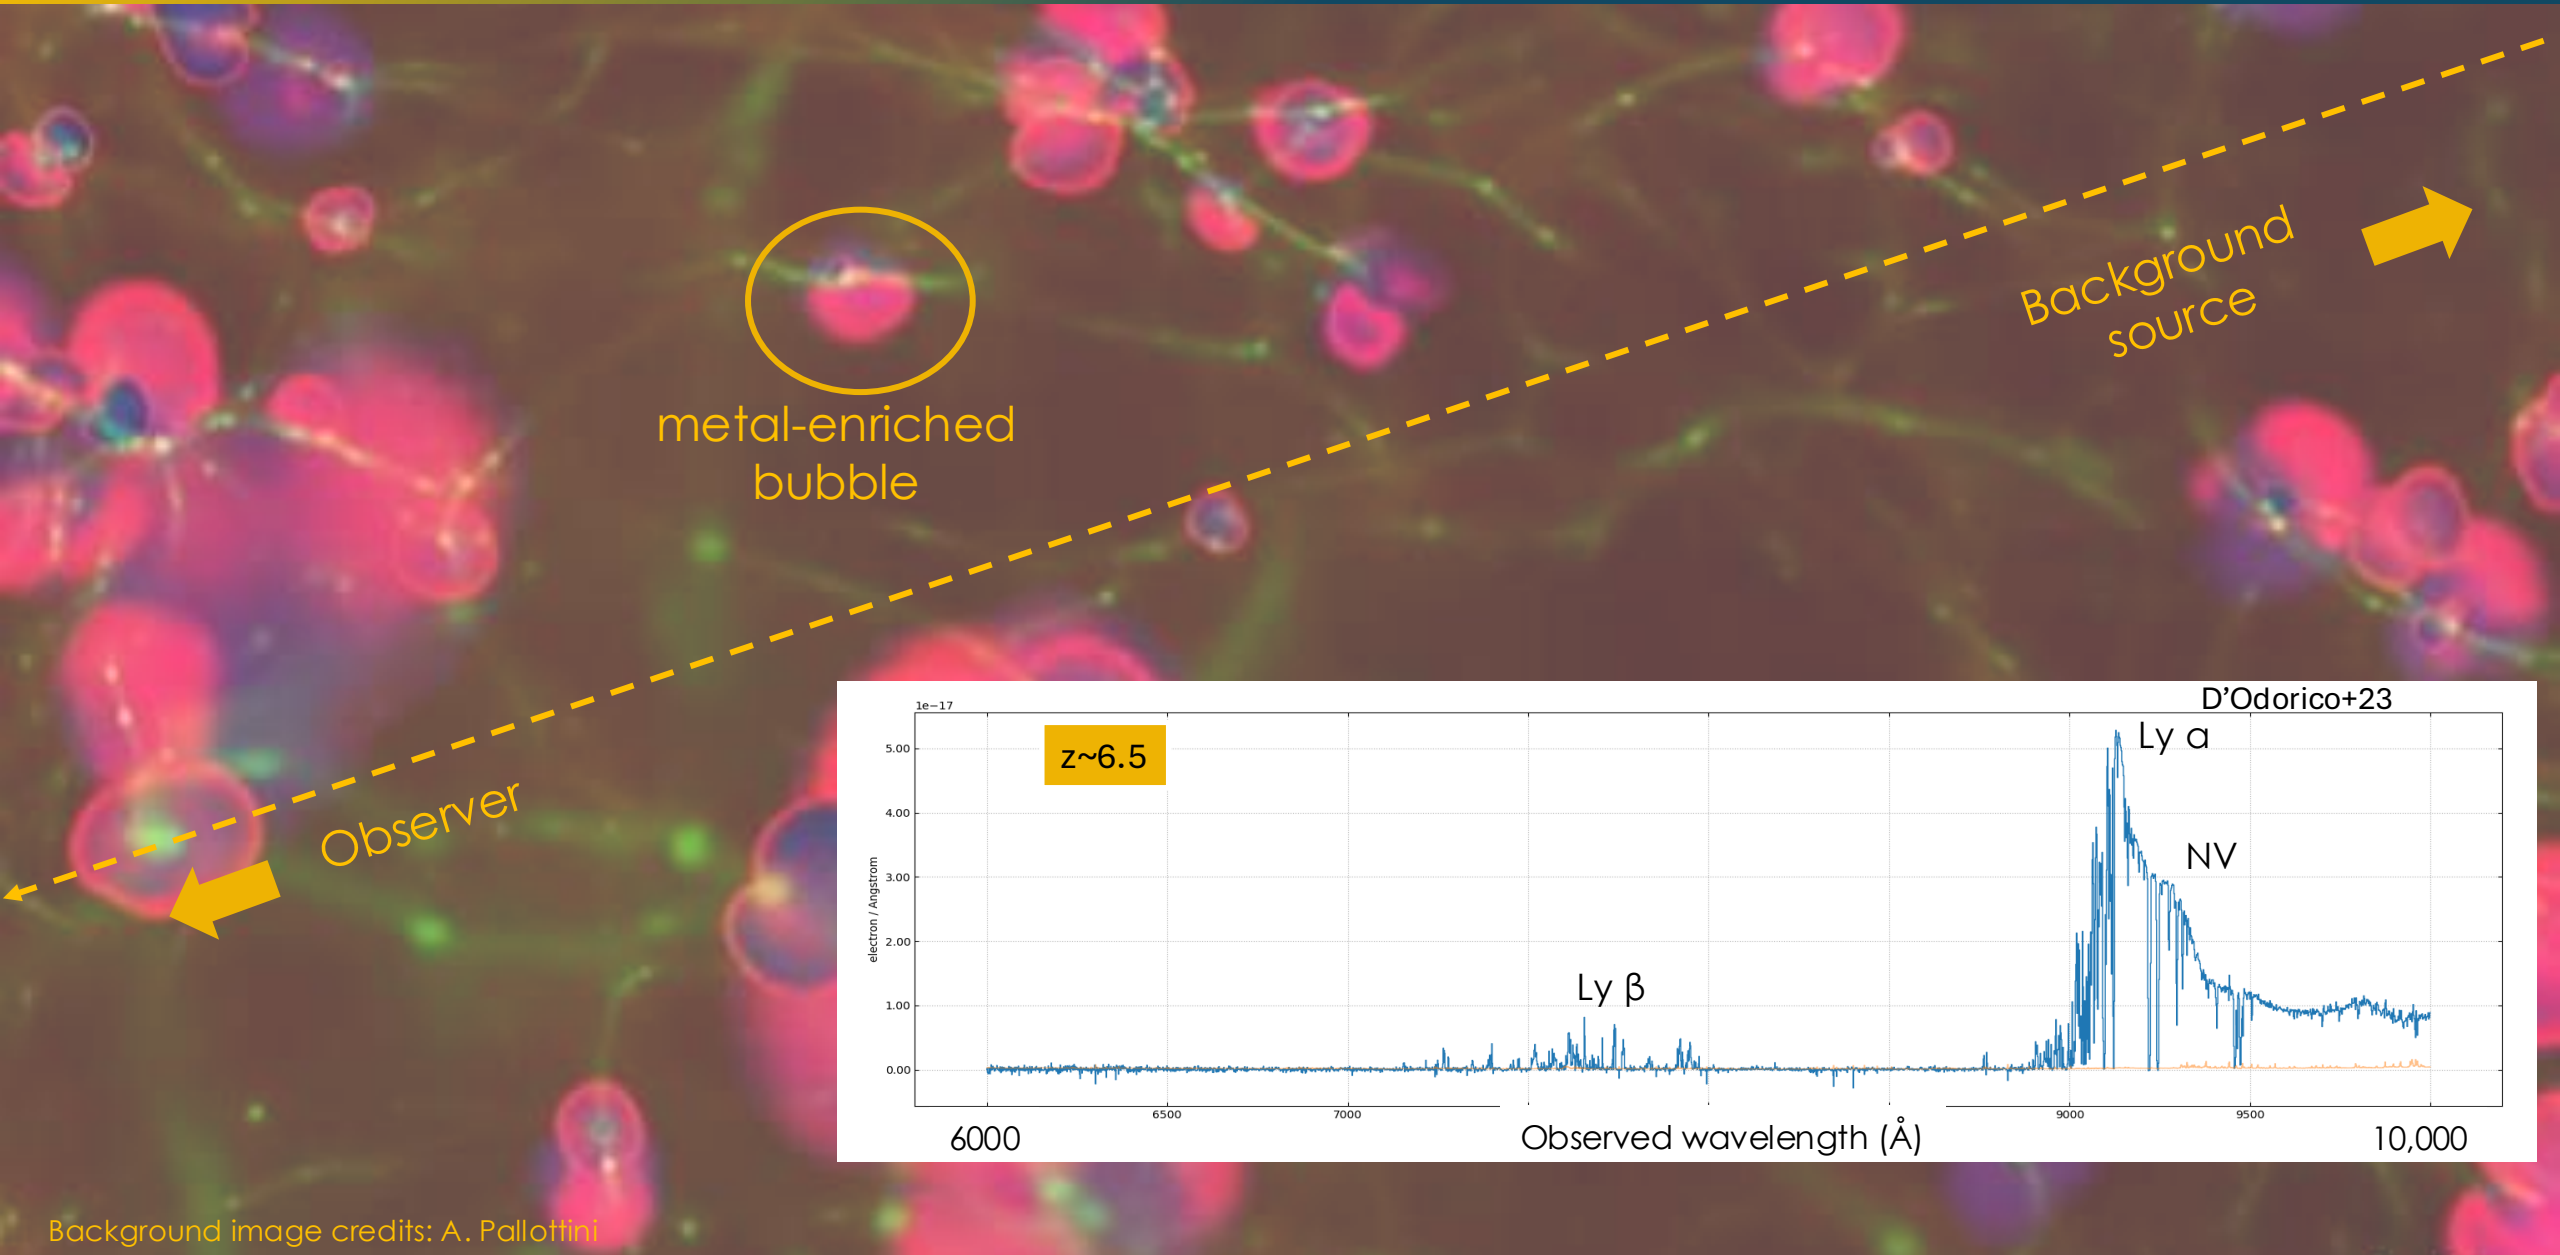 Background
source
metal-enriched
bubble
Observer
D’Odorico+23
1e−17
z~6.5
Ly α
NV
Ly β
5.00
4.00
3.00
2.00
1.00
0.00
electron / Angstrom
6500
7000
9000
9500
6000
Observed wavelength (Å)
10,000
Background image credits: A. Pallottini